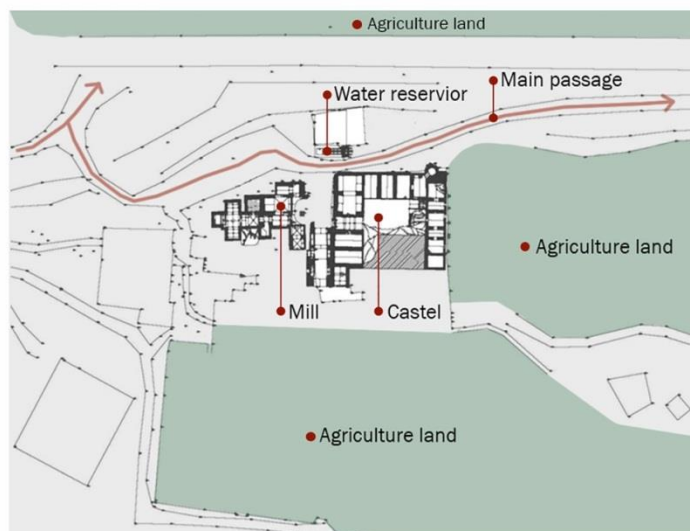 Agriculture land
Main passage
Water reservior
Agriculture land
Mill
Castel
Agriculture land